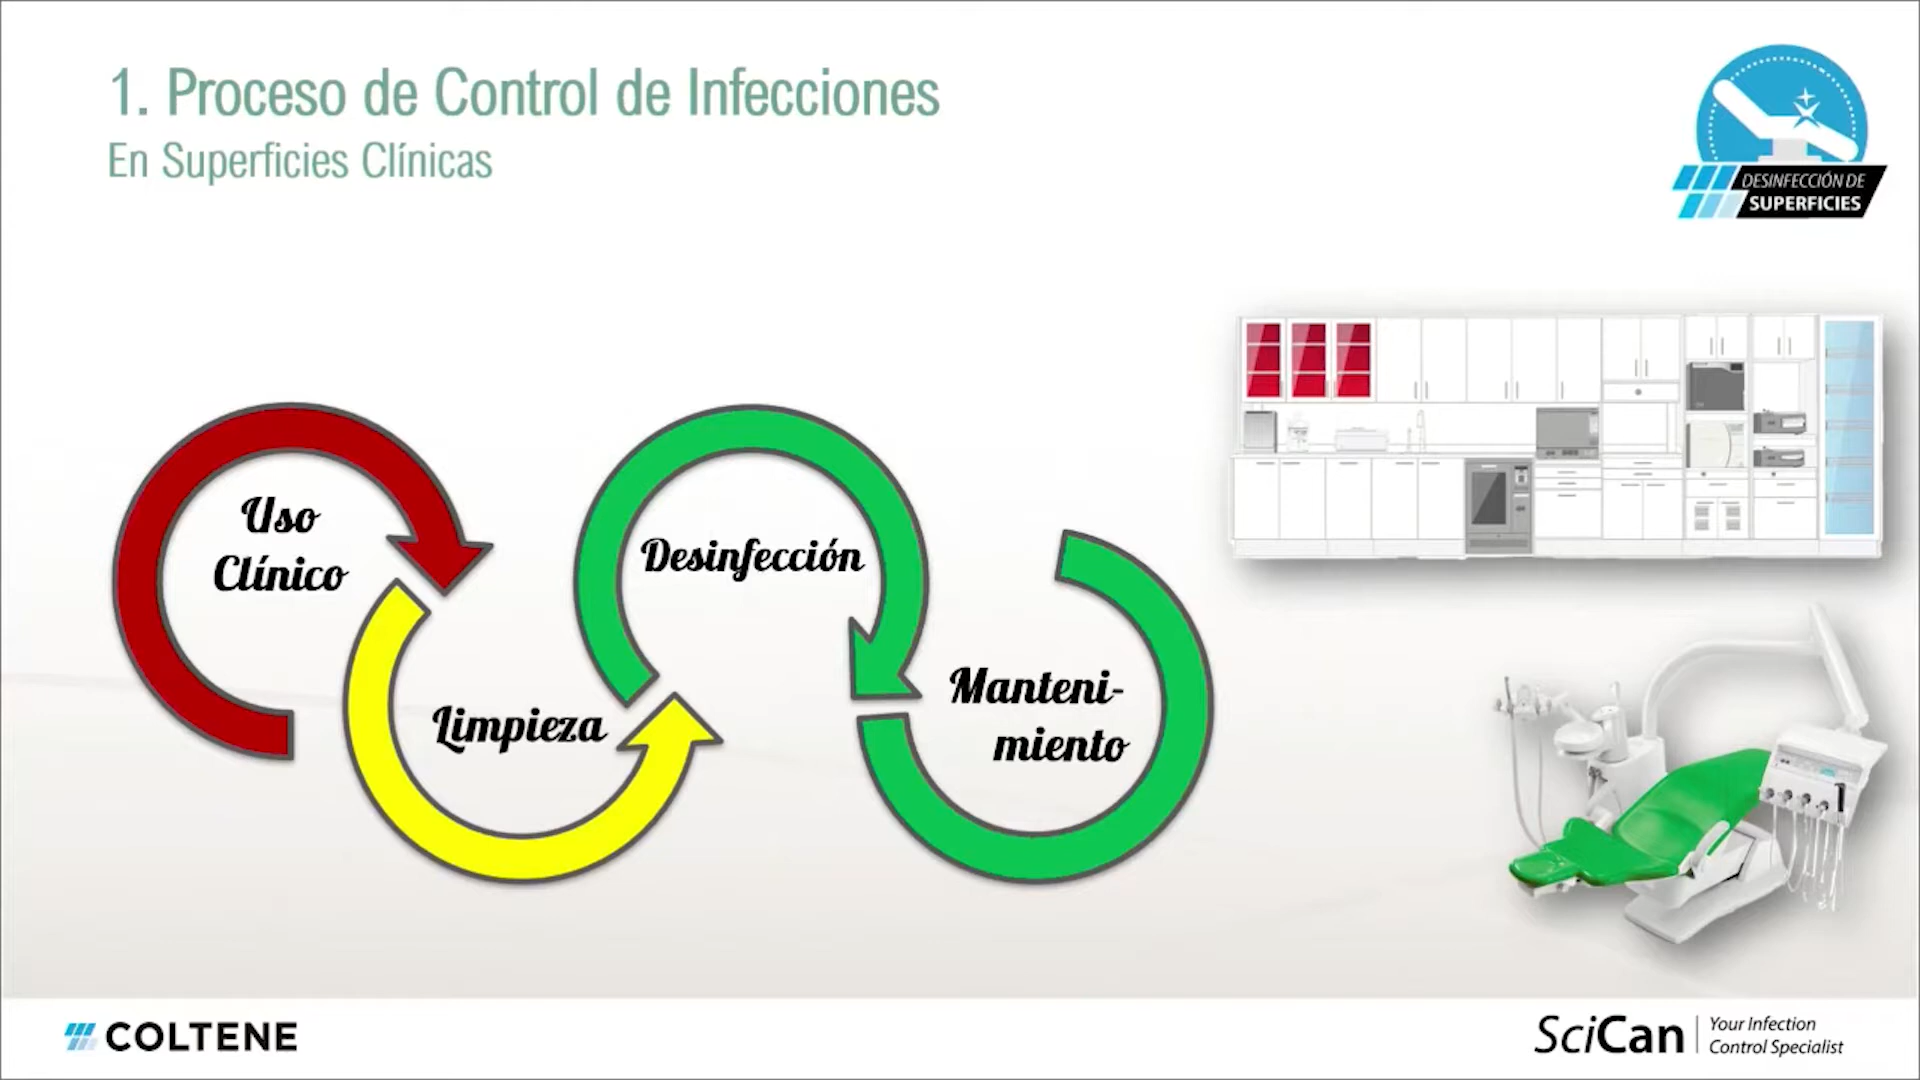 1. Proceso de Control de Infecciones
En Superficies Clínicas
DESINFECCIÓN DE
SUPERFICIES
Uso
Clínico
Limpieza
Desinfección
Manteni-
miento
COLTENE
SciCan
Your Infection
Control Specialist